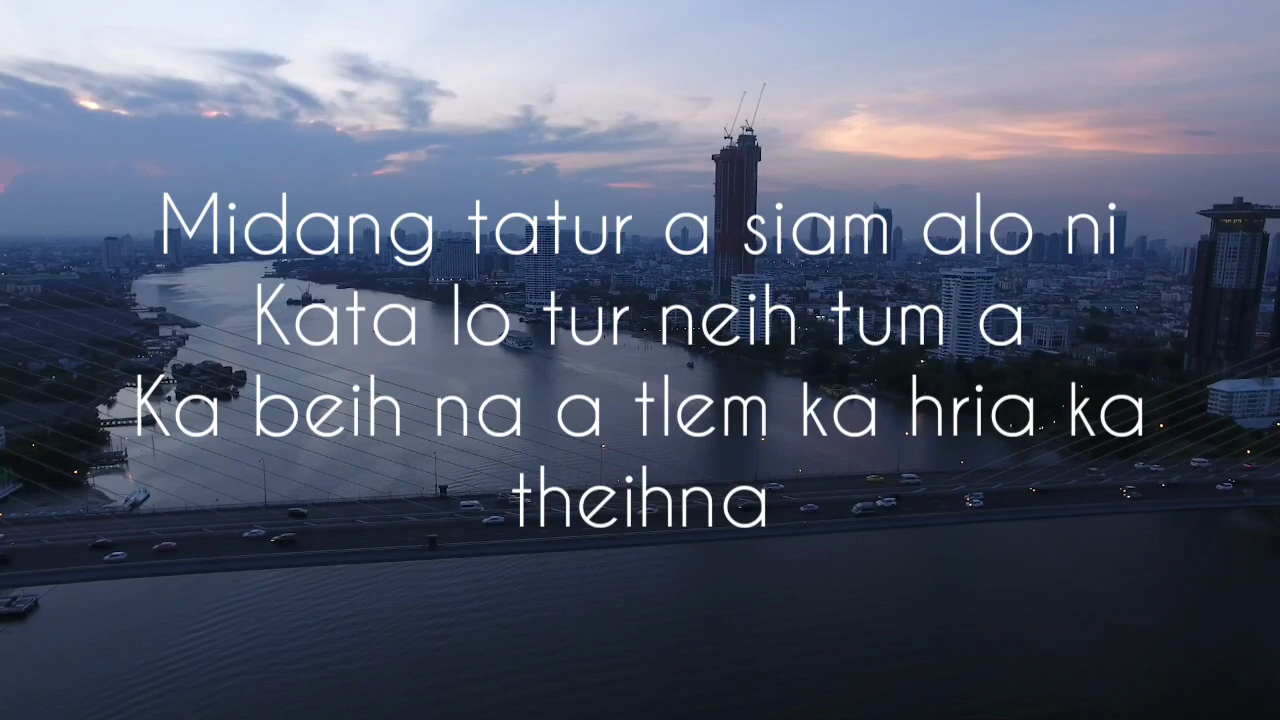 Midang tatur a siam alo ni
Kata lo tur neih tum a
Ka beih na a tlem ka hria ka
theihna